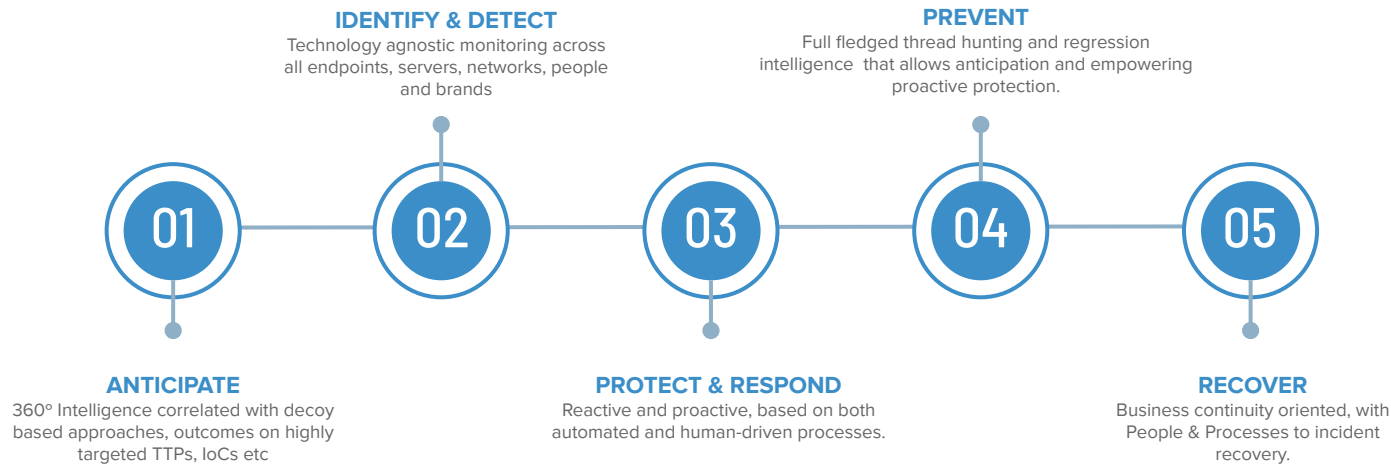 IDENTIFY & DETECT
Technology agnostic monitoring across
all endpoints, servers, networks, people
and brands
PREVENT
Full fledged thread hunting and regression
intelligence that allows anticipation and empowering
proactive protection.
01
02
03
04
05
ANTICIPATE
360º Intelligence correlated with decoy
based approaches, outcomes on highly
targeted TTPs, IoCs etc
PROTECT & RESPOND
Reactive and proactive, based on both
automated and human-driven processes.
RECOVER
Business continuity oriented, with
People & Processes to incident
recovery.